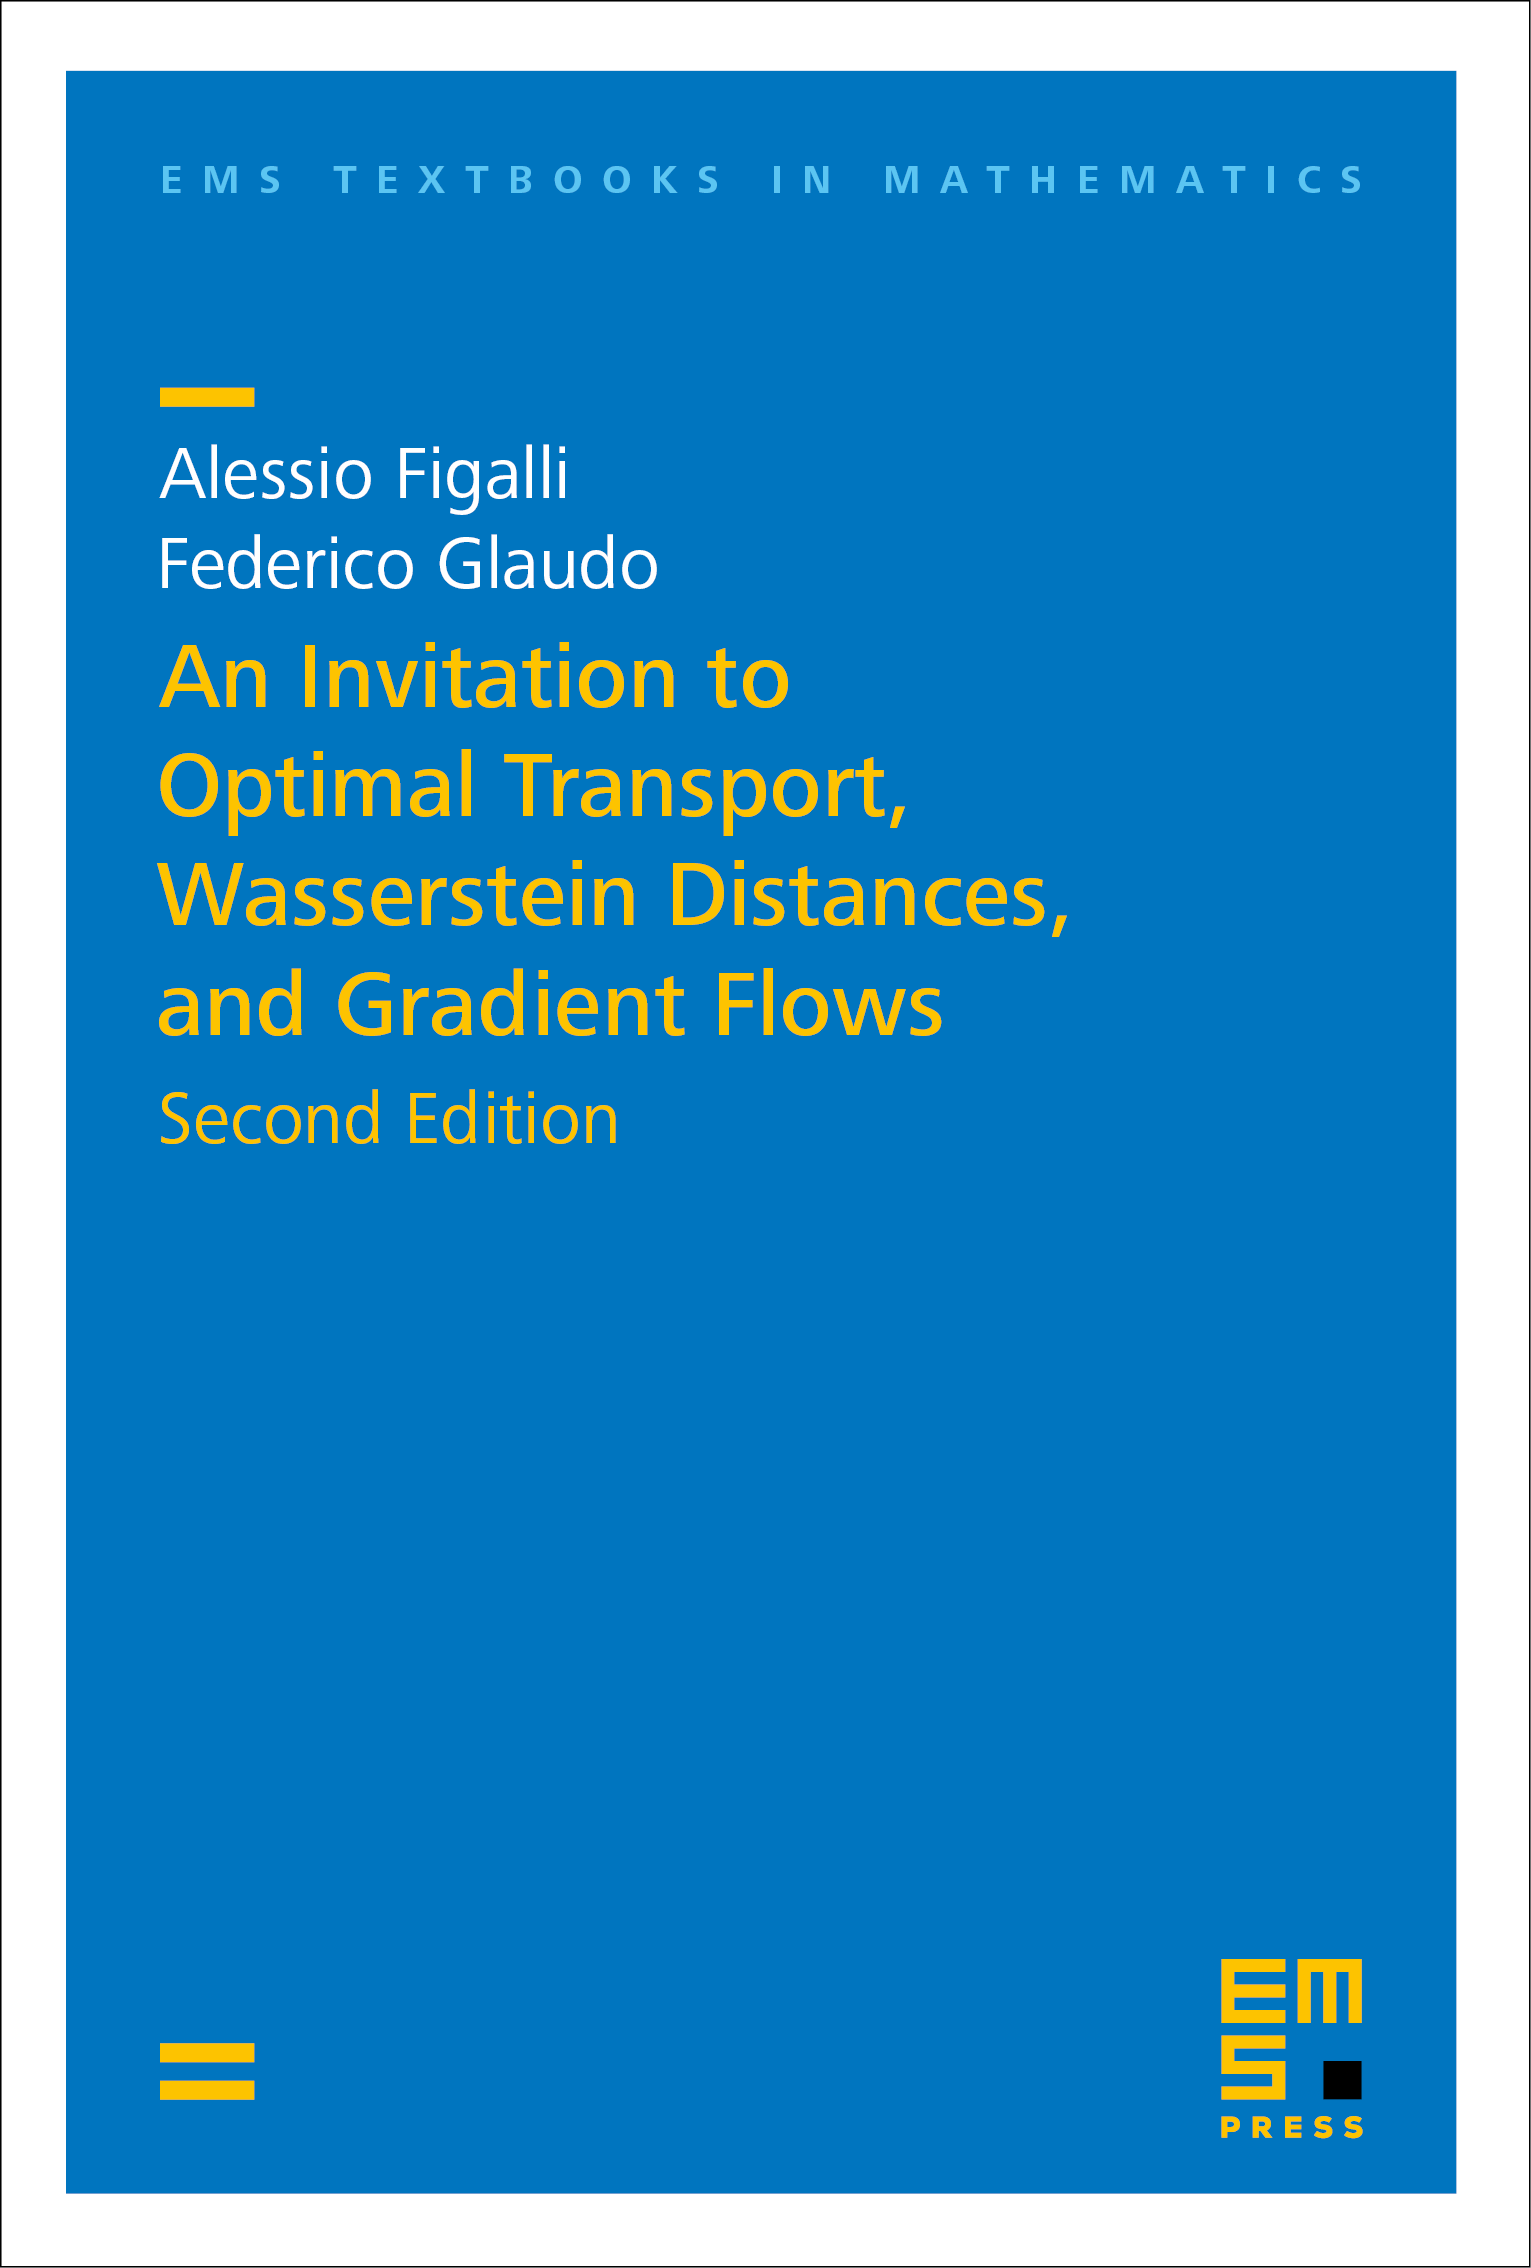 EMS TEXTBOOKS IN MATHEMATICS
Alessio Figalli
Federico Glaudo
An Invitation to
Optimal Transport,
Wasserstein Distances,
and Gradient Flows
Second Edition
EM
S
PRESS